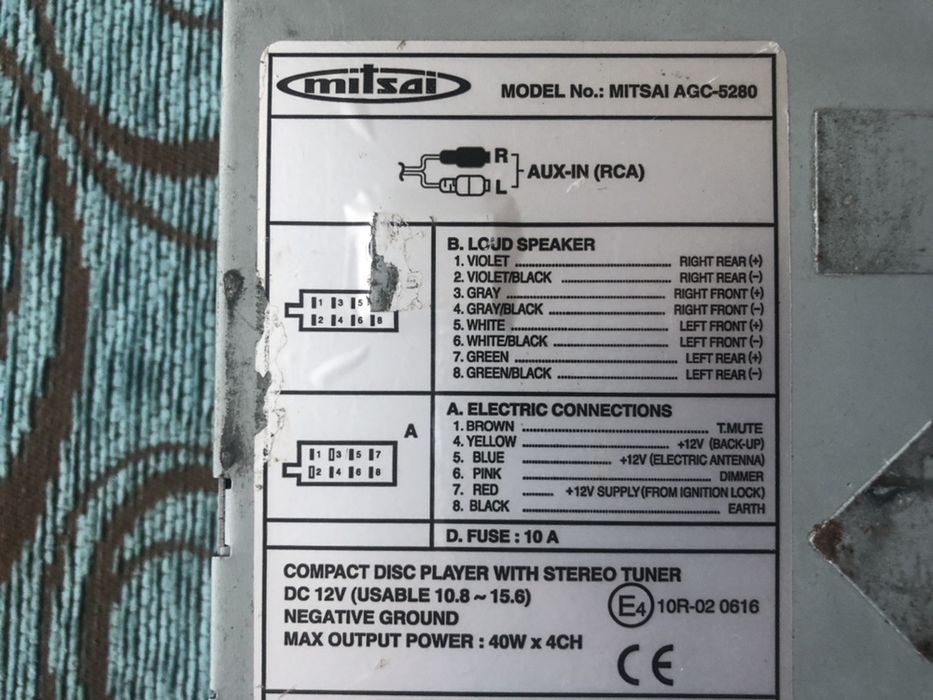 mitsai MODEL No.: MITSAI AGC-5280
R
L
AUX-IN (RCA)
B. LOUD SPEAKER
1. VIOLET ........ RIGHT REAR (+)
2. VIOLET/BLACK ........ RIGHT REAR (-)
3. GRAY ........ RIGHT FRONT (+)
4. GRAY/BLACK ........ RIGHT FRONT (-)
5. WHITE ........ LEFT FRONT (+)
6. WHITE/BLACK ........ LEFT FRONT (-)
7. GREEN ........ LEFT REAR (+)
8. GREEN/BLACK ........ LEFT REAR (-)
1 3 5
2 4 6 8
A
1 3 5 7
2 4 6 8
A. ELECTRIC CONNECTIONS
1. BROWN ........ T.MUTE
4. YELLOW ........ +12V (BACK-UP)
5. BLUE ........ +12V (ELECTRIC ANTENNA)
6. PINK ........ DIMMER
7. RED ........ +12V SUPPLY (FROM IGNITION LOCK)
8. BLACK ........ EARTH
D. FUSE : 10 A
COMPACT DISC PLAYER WITH STEREO TUNER
DC 12V (USABLE 10.8 ~ 15.6)
NEGATIVE GROUND
MAX OUTPUT POWER : 40W x 4CH
E4 10R-02 0616
CE